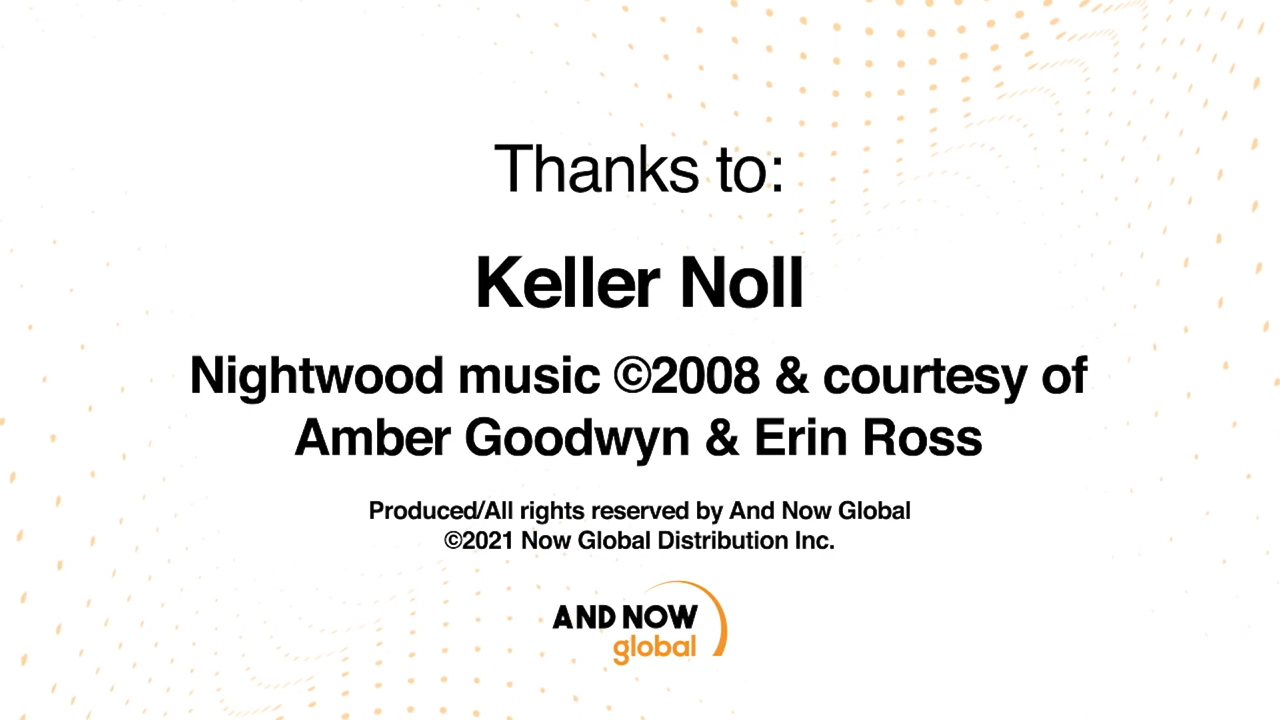 Thanks to:
Keller Noll
Nightwood music ©2008 & courtesy of
Amber Goodwyn & Erin Ross
Produced/All rights reserved by And Now Global
©2021 Now Global Distribution Inc.
AND NOW
global